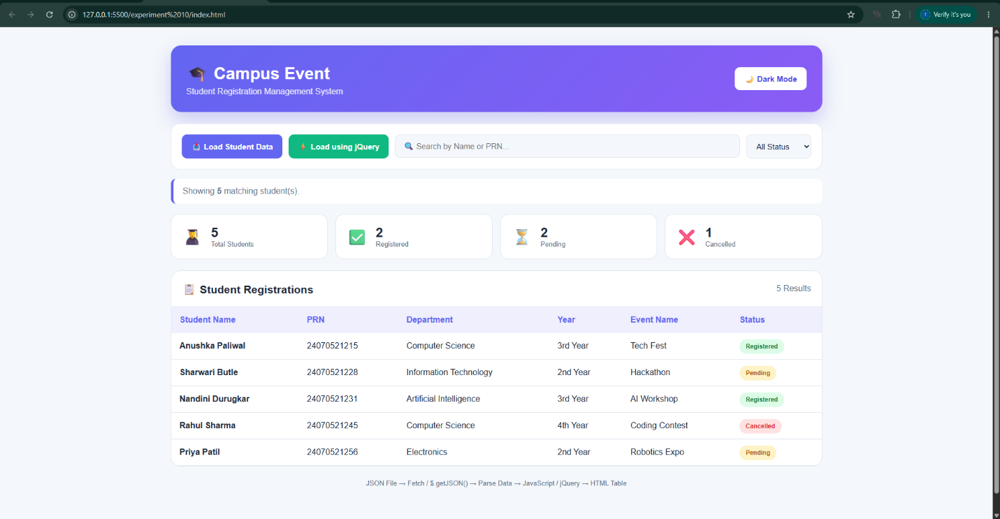 127.0.0.1:5500/experiment%2010/index.html
Verify it's you
Campus Event
Student Registration Management System
Dark Mode
Load Student Data
Load using jQuery
Search by Name or PRN...
All Status
Showing 5 matching student(s).
5
Total Students
2
Registered
2
Pending
1
Cancelled
Student Registrations
5 Results
Student Name PRN Department Year Event Name Status
Anushka Paliwal 24070521215 Computer Science 3rd Year Tech Fest Registered
Sharwari Butle 24070521228 Information Technology 2nd Year Hackathon Pending
Nandini Durugkar 24070521231 Artificial Intelligence 3rd Year AI Workshop Registered
Rahul Sharma 24070521245 Computer Science 4th Year Coding Contest Cancelled
Priya Patil 24070521256 Electronics 2nd Year Robotics Expo Pending
JSON File → Fetch / $.getJSON() → Parse Data → JavaScript / jQuery → HTML Table